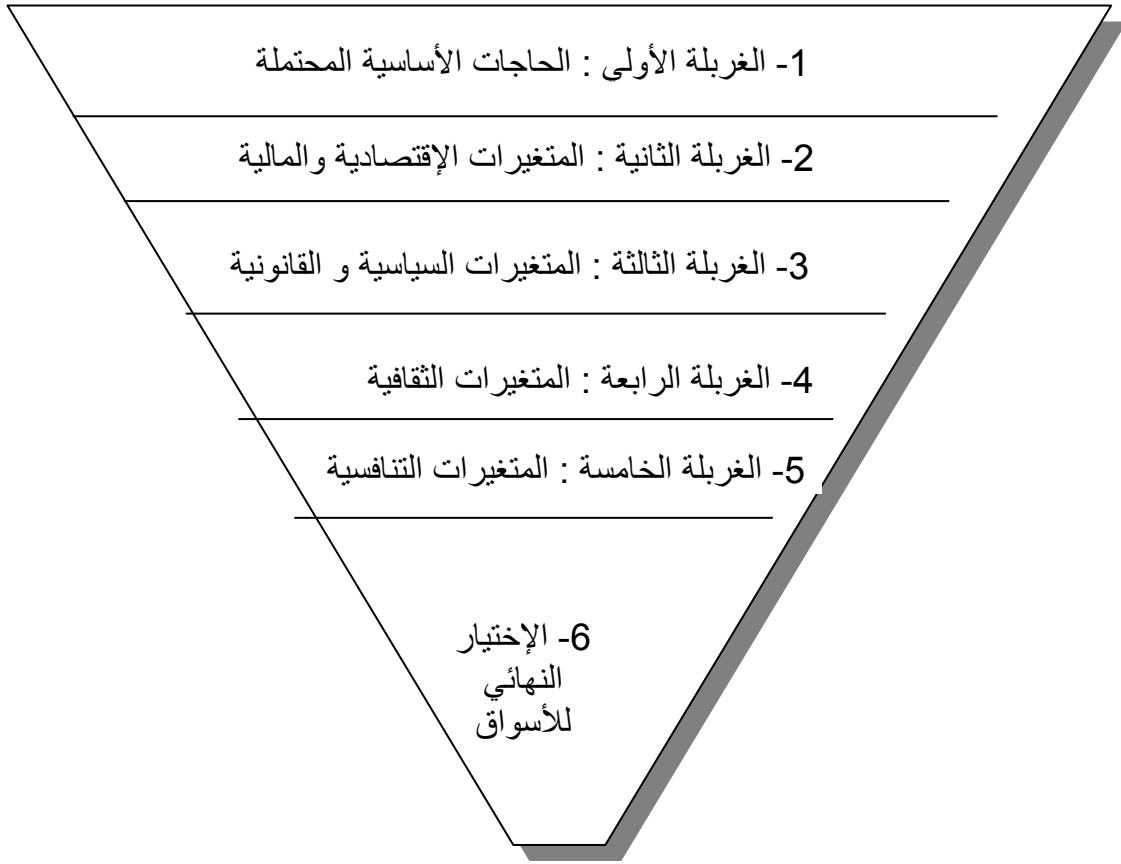 1- الغربلة الأولى : الحاجات الأساسية المحتملة
2- الغربلة الثانية : المتغيرات الإقتصادية والمالية
3- الغربلة الثالثة : المتغيرات السياسية و القانونية
4- الغربلة الرابعة : المتغيرات الثقافية
5- الغربلة الخامسة : المتغيرات التنافسية
6- الإختيار
النهائي
للأسواق